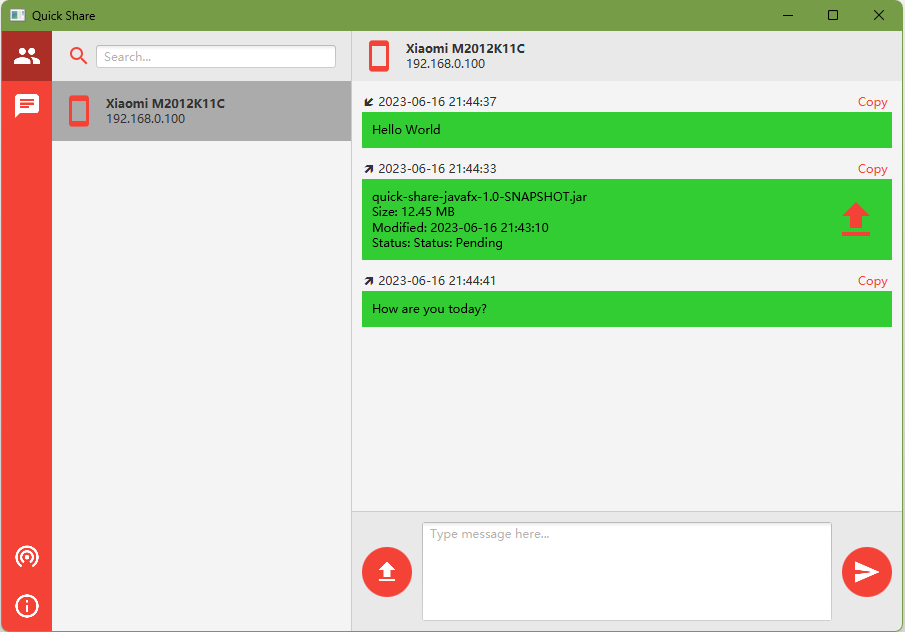 Quick Share
Search...
Xiaomi M2012K11C
192.168.0.100
Xiaomi M2012K11C
192.168.0.100
2023-06-16 21:44:37 Copy
Hello World
2023-06-16 21:44:33 Copy
quick-share-javafx-1.0-SNAPSHOT.jar
Size: 12.45 MB
Modified: 2023-06-16 21:43:10
Status: Status: Pending
2023-06-16 21:44:41 Copy
How are you today?
Type message here...